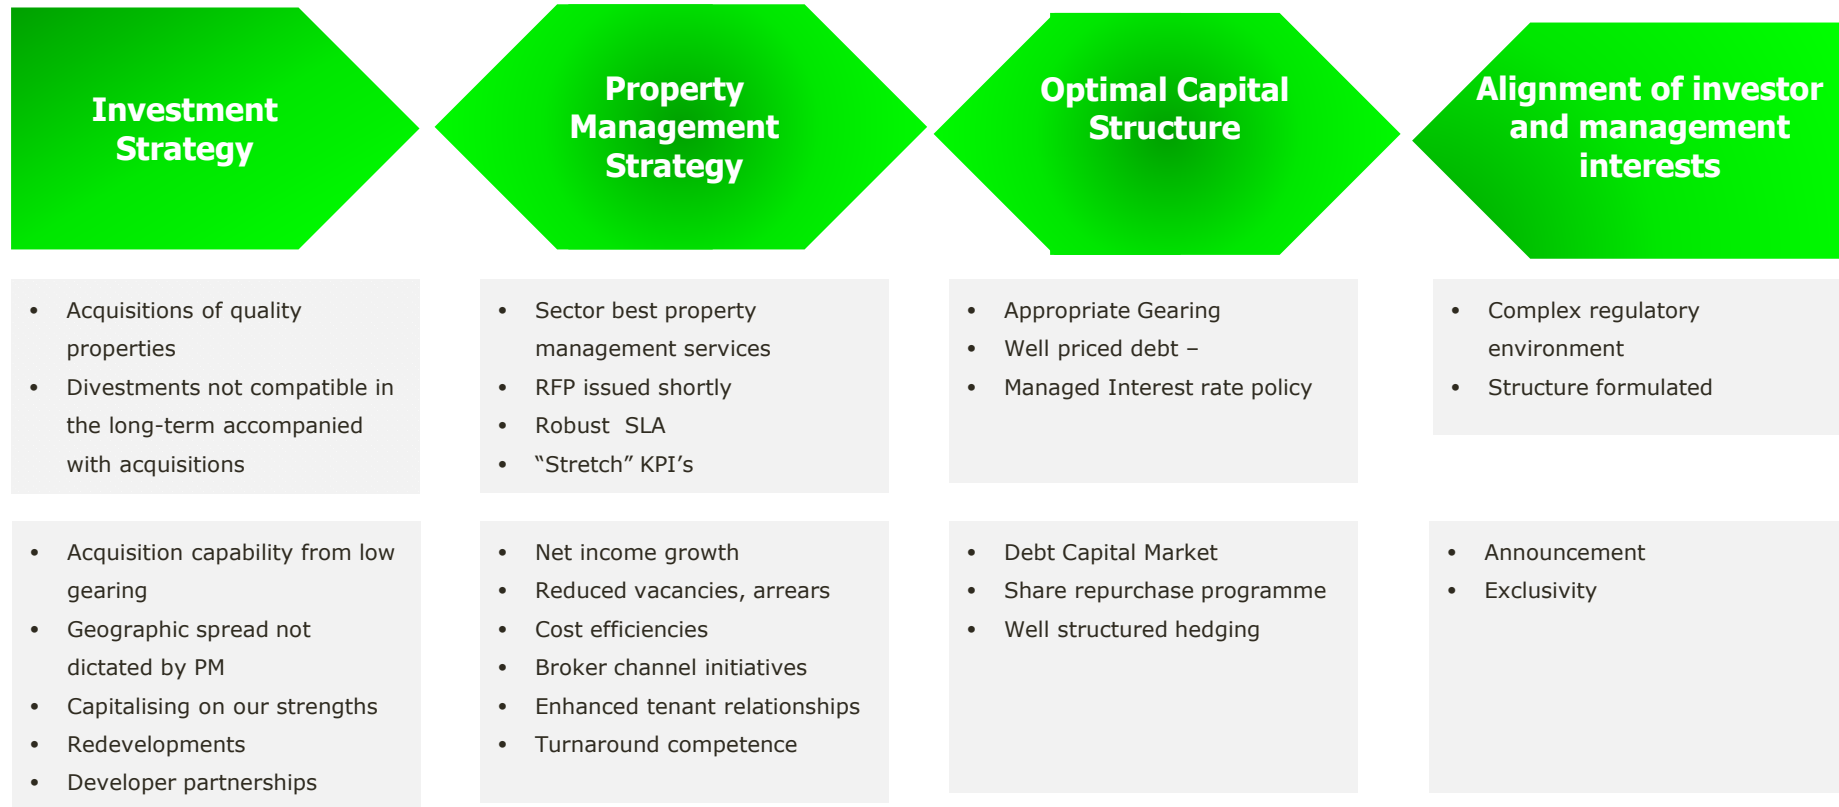 Investment
Strategy
Property
Management
Strategy
Optimal Capital
Structure
Alignment of investor
and management
interests
• Acquisitions of quality
properties
• Divestments not compatible in
the long-term accompanied
with acquisitions
• Sector best property
management services
• RFP issued shortly
• Robust  SLA
• “Stretch” KPI’s
• Appropriate Gearing
• Well priced debt –
• Managed Interest rate policy
• Complex regulatory
environment
• Structure formulated
• Acquisition capability from low
gearing
• Geographic spread not
dictated by PM
• Capitalising on our strengths
• Redevelopments
• Developer partnerships
• Net income growth
• Reduced vacancies, arrears
• Cost efficiencies
• Broker channel initiatives
• Enhanced tenant relationships
• Turnaround competence
• Debt Capital Market
• Share repurchase programme
• Well structured hedging
• Announcement
• Exclusivity